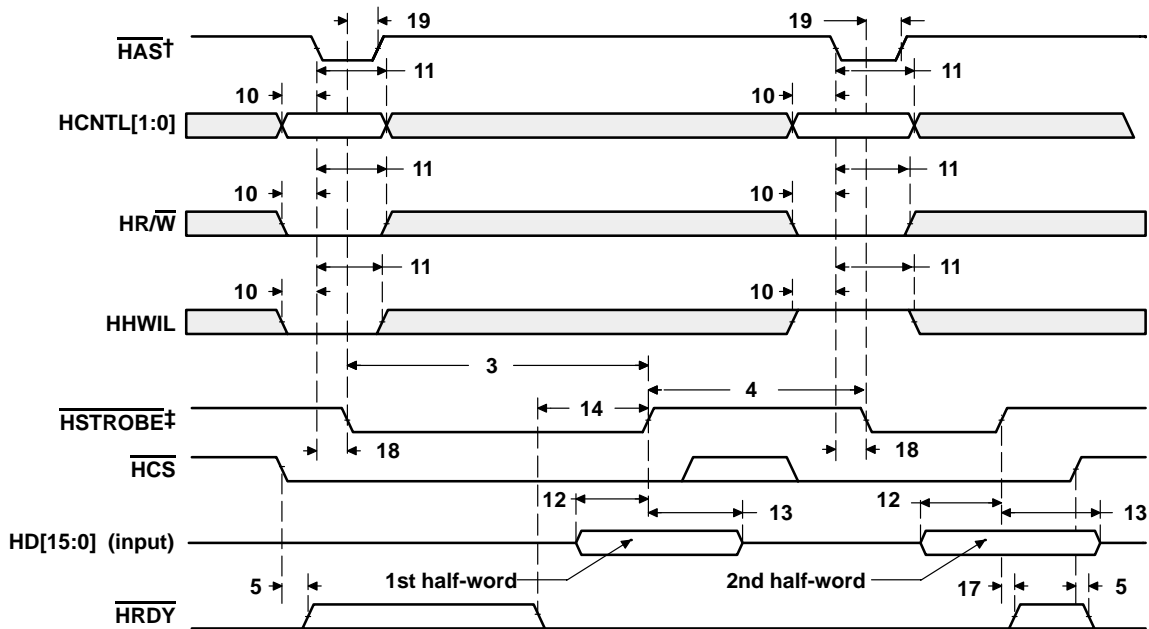 19 19
HAS†
11 11
10 10
HCNTL[1:0]
11 11
10 10
HR/W
11 11
10 10
HHWIL
3
4
14
HSTROBE‡
18 18
HCS
12 12
13 13
HD[15:0] (input)
1st half-word 2nd half-word
5 17 5
HRDY